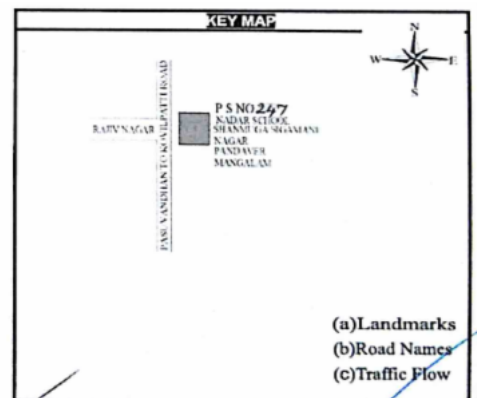 KEY MAP
N
W E
S
P S NO 247
NADAR SCHOOL
SHANMUGA SIGAMANI
NAGAR
PANDAVER
MANGALAM
RAJIV NAGAR
PASUVANDHAN TO KOVILPATTI ROAD
(a)Landmarks
(b)Road Names
(c)Traffic Flow